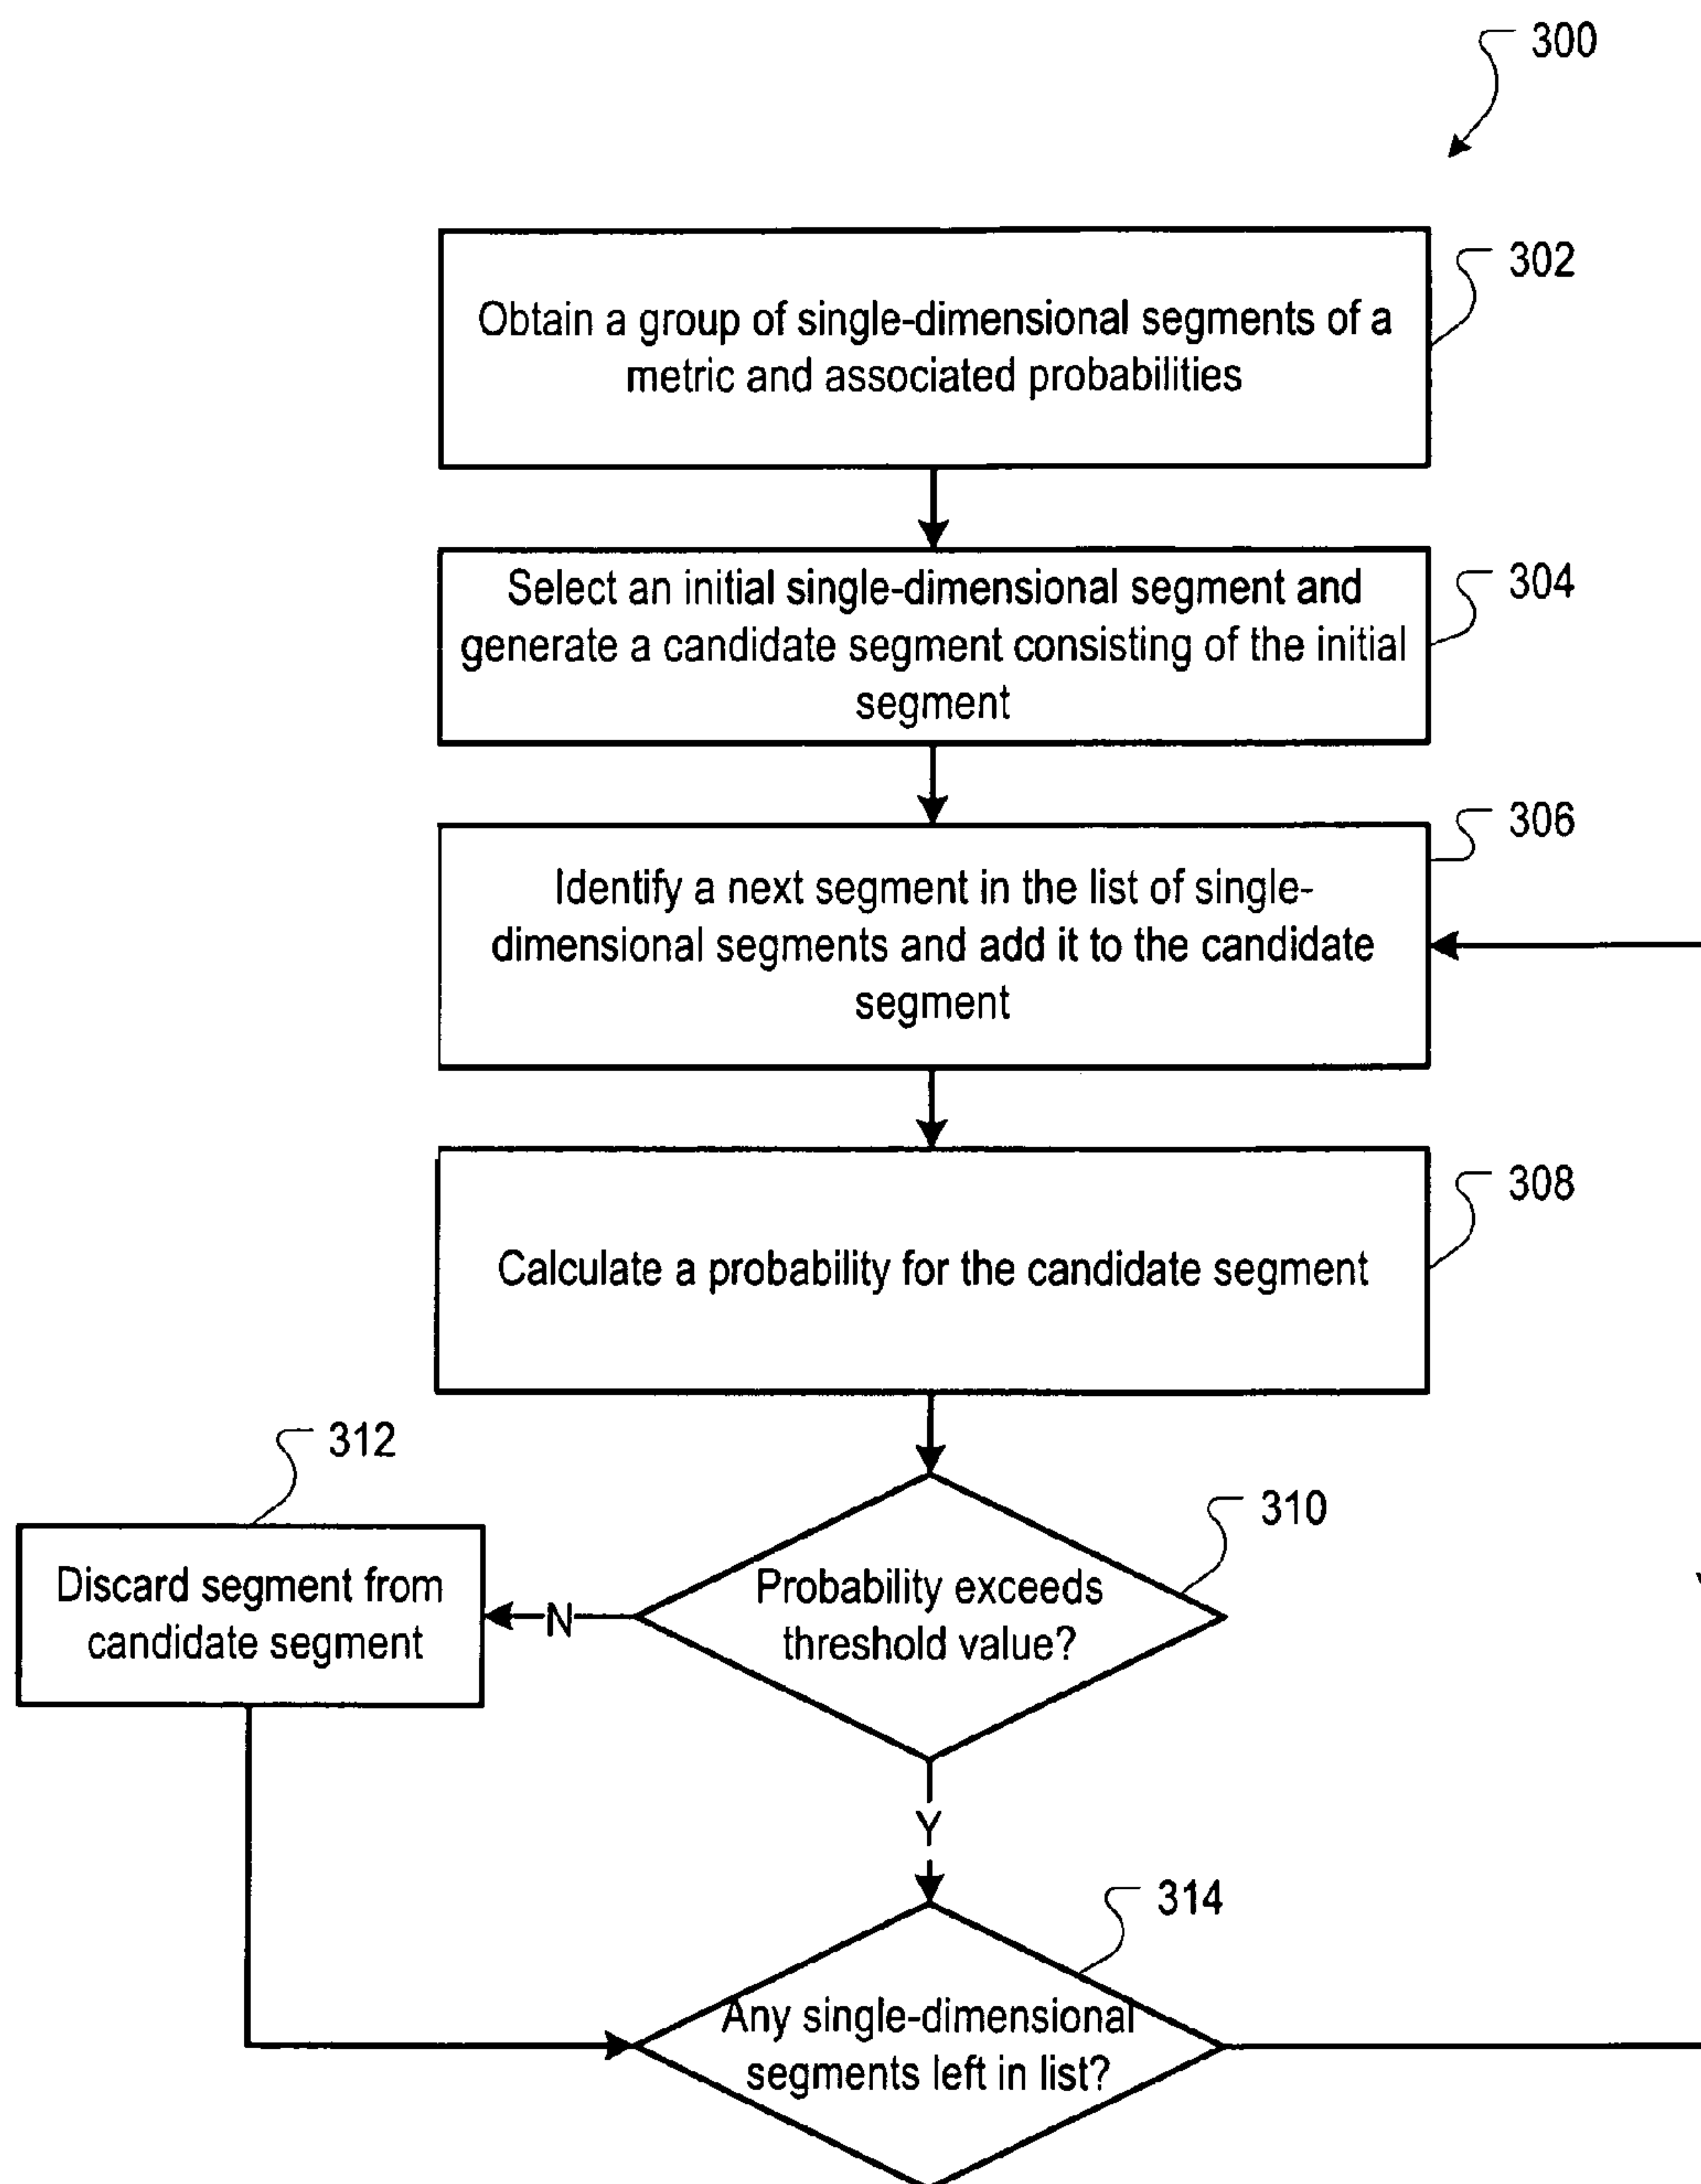 300
302
Obtain a group of single-dimensional segments of a
metric and associated probabilities
304
Select an initial single-dimensional segment and
generate a candidate segment consisting of the initial
segment
306
Identify a next segment in the list of single-
dimensional segments and add it to the candidate
segment
308
Calculate a probability for the candidate segment
312
310
Discard segment from
candidate segment
N
Probability exceeds
threshold value?
Y
314
Any single-dimensional
segments left in list?